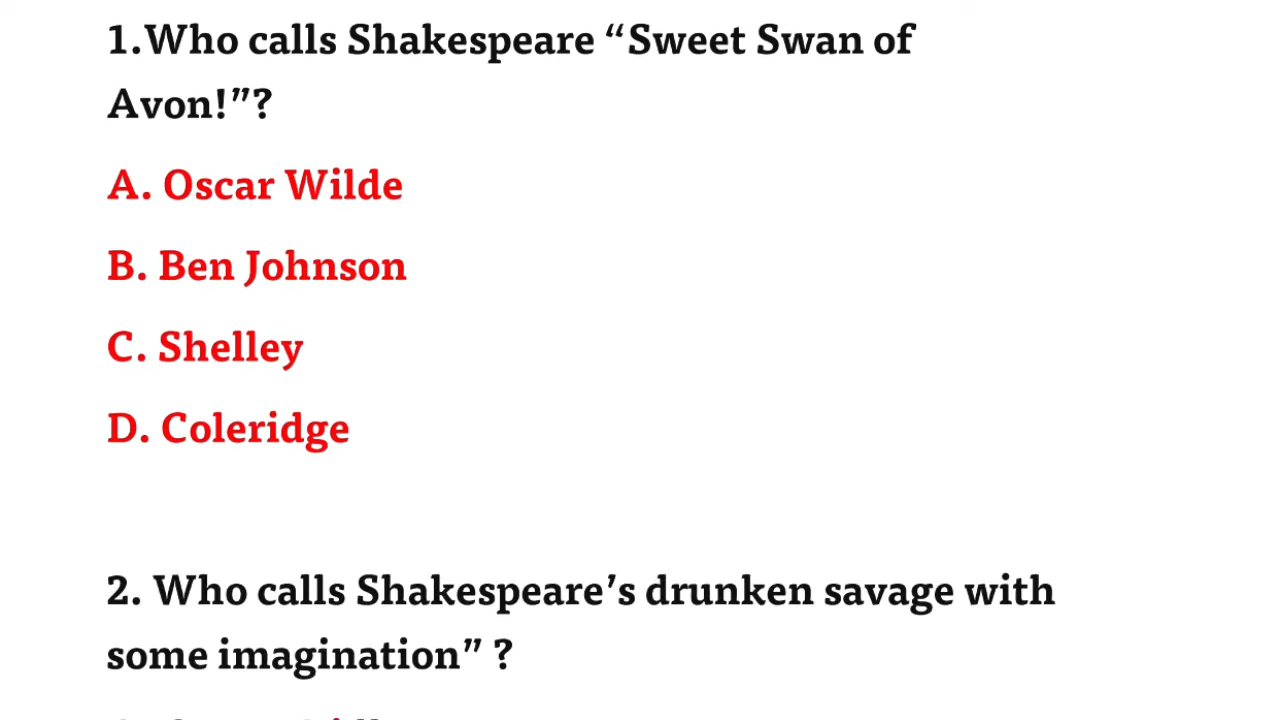 1.Who calls Shakespeare “Sweet Swan of
Avon!”?
A. Oscar Wilde
B. Ben Johnson
C. Shelley
D. Coleridge
2. Who calls Shakespeare’s drunken savage with
some imagination” ?